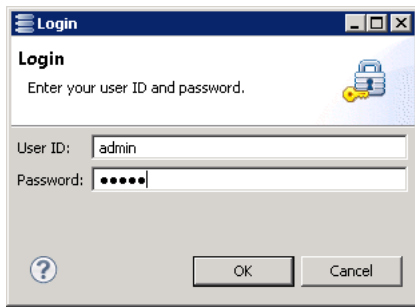 Login
Login
Enter your user ID and password.
User ID: admin
Password: ●●●●●
? OK Cancel